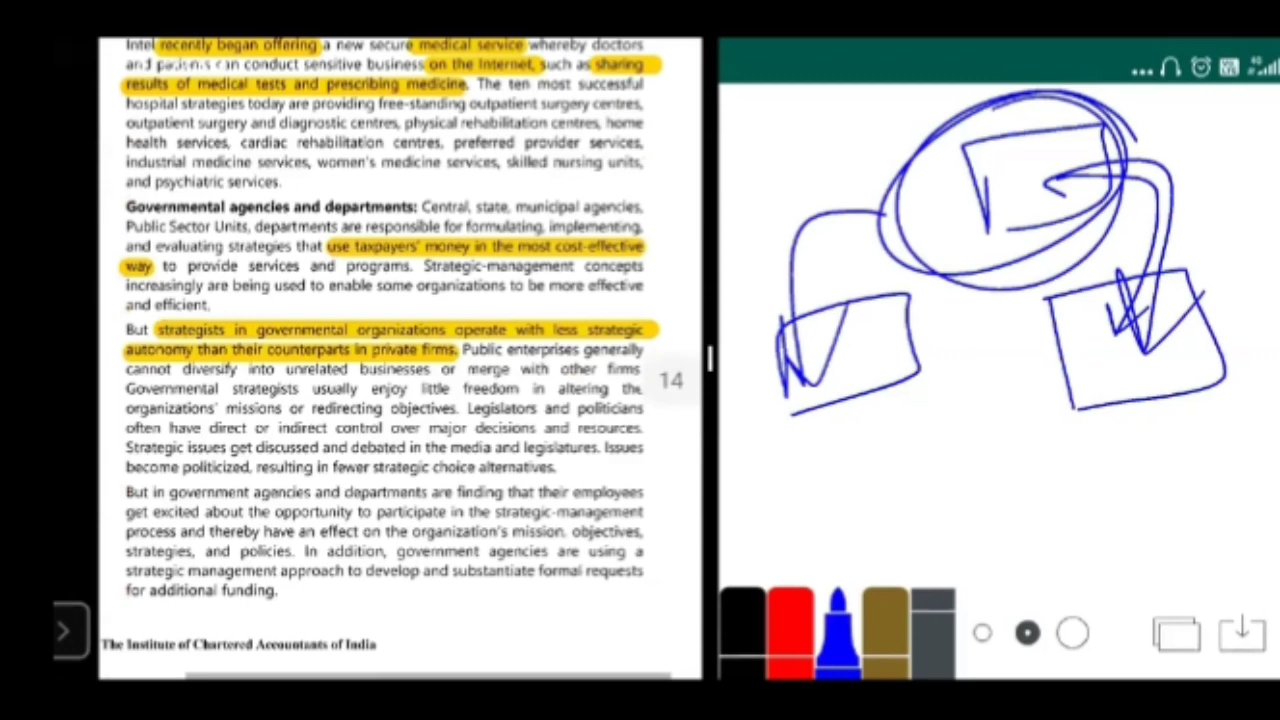 Intel recently began offering a new secure medical service whereby doctors
and patients can conduct sensitive business on the Internet, such as sharing
results of medical tests and prescribing medicine. The ten most successful
hospital strategies today are providing free-standing outpatient surgery centres,
outpatient surgery and diagnostic centres, physical rehabilitation centres, home
health services, cardiac rehabilitation centres, preferred provider services,
industrial medicine services, women's medicine services, skilled nursing units,
and psychiatric services.
Governmental agencies and departments: Central, state, municipal agencies,
Public Sector Units, departments are responsible for formulating, implementing,
and evaluating strategies that use taxpayers' money in the most cost-effective
way to provide services and programs. Strategic-management concepts
increasingly are being used to enable some organizations to be more effective
and efficient.
But strategists in governmental organizations operate with less strategic
autonomy than their counterparts in private firms. Public enterprises generally
cannot diversify into unrelated businesses or merge with other firms
Governmental strategists usually enjoy little freedom in altering the
organizations' missions or redirecting objectives. Legislators and politicians
often have direct or indirect control over major decisions and resources.
Strategic issues get discussed and debated in the media and legislatures. Issues
become politicized, resulting in fewer strategic choice alternatives.
But in government agencies and departments are finding that their employees
get excited about the opportunity to participate in the strategic-management
process and thereby have an effect on the organization's mission, objectives,
strategies, and policies. In addition, government agencies are using a
strategic management approach to develop and substantiate formal requests
for additional funding.
14
The Institute of Chartered Accountants of India